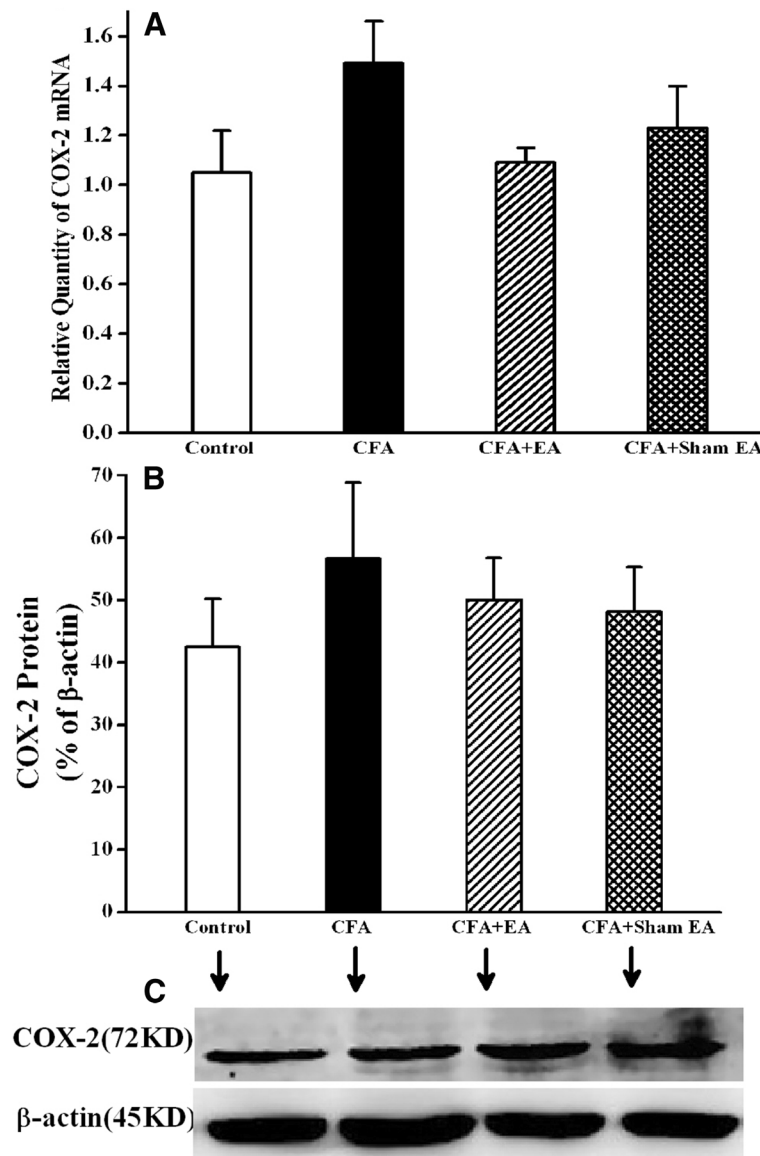 A
Relative Quantity of COX-2 mRNA
1.6
1.4
1.2
1.0
0.8
0.6
0.4
0.2
0.0
Control CFA CFA+EA CFA+Sham EA
B
COX-2 Protein
(% of β-actin)
70
60
50
40
30
20
10
0
Control CFA CFA+EA CFA+Sham EA
C
COX-2(72KD)
β-actin(45KD)